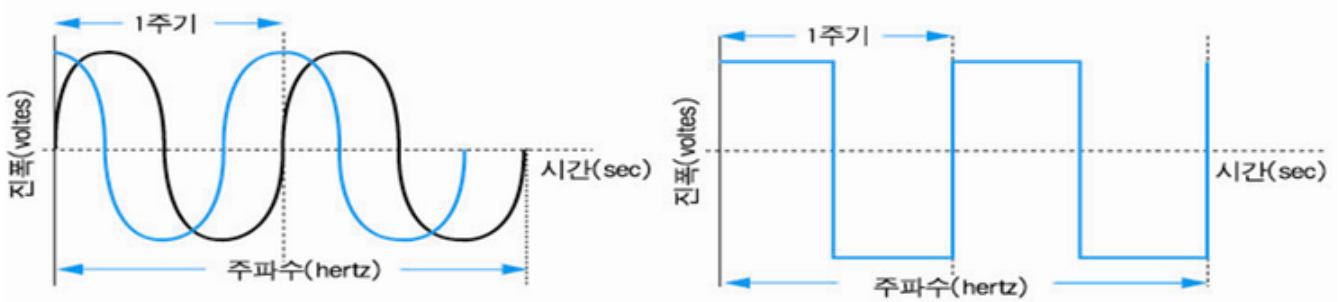 1주기
진폭(voltes)
시간(sec)
주파수(hertz)
1주기
진폭(voltes)
시간(sec)
주파수(hertz)